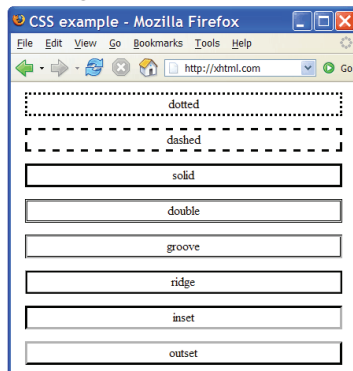 CSS example - Mozilla Firefox
File Edit View Go Bookmarks Tools Help
http://xhtml.com Go
dotted
dashed
solid
double
groove
ridge
inset
outset